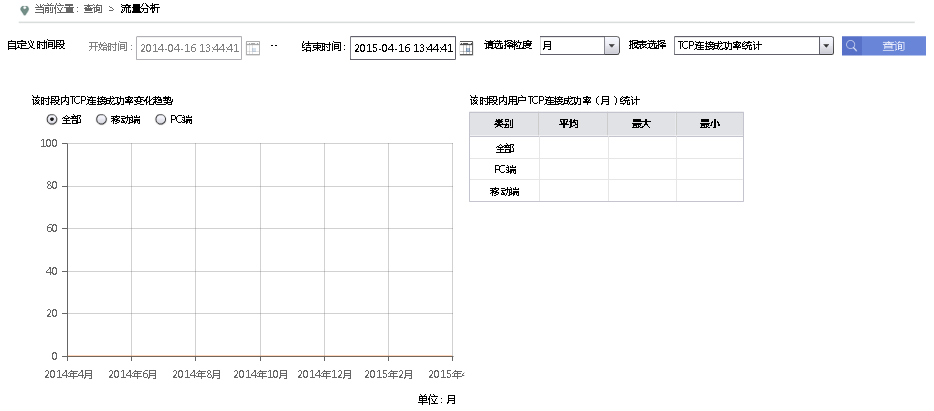 当前位置：查询 > 流量分析
自定义时间段 开始时间： 2014-04-16 13:44:41 -- 结束时间： 2015-04-16 13:44:41 请选择粒度 月 报表选择 TCP连接成功率统计 查询
该时段内TCP连接成功率变化趋势
全部 移动端 PC端
100
80
60
40
20
0
2014年4月 2014年6月 2014年8月 2014年10月 2014年12月 2015年2月 2015年4
单位：月
该时段内用户TCP连接成功率（月）统计
类别 平均 最大 最小
全部
PC端
移动端